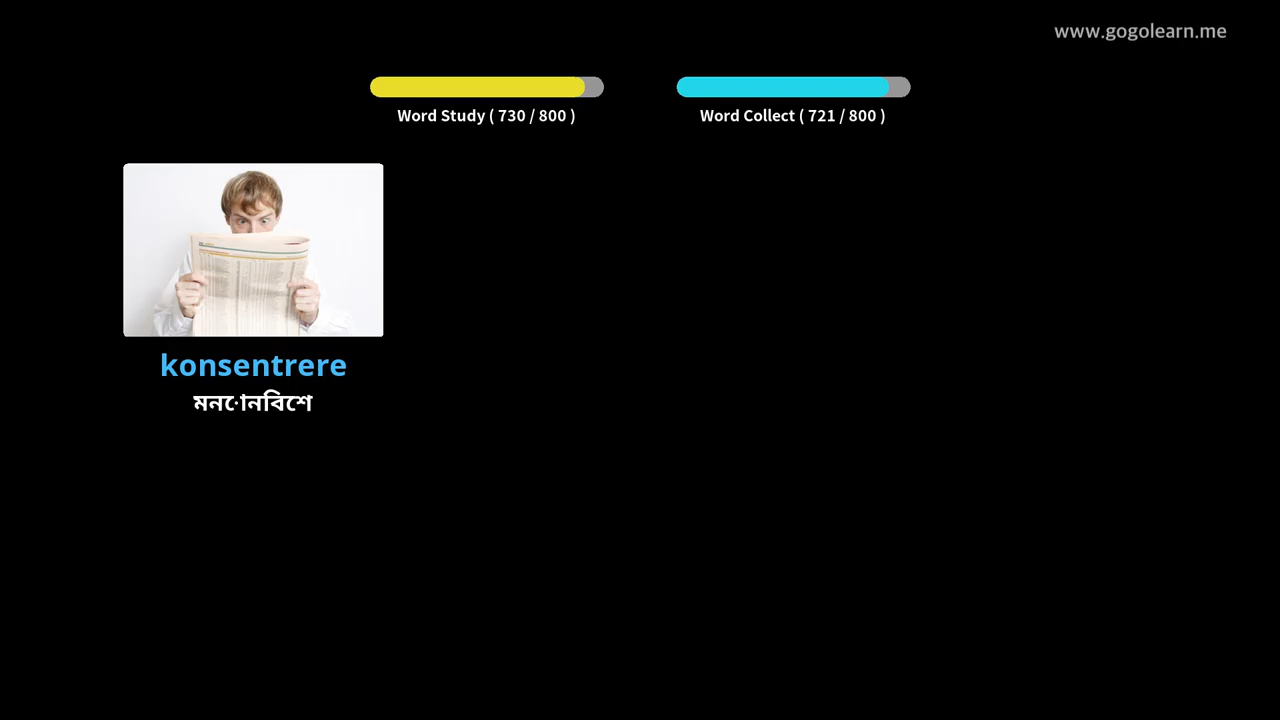 www.gogolearn.me
Word Study ( 730 / 800 )
Word Collect ( 721 / 800 )
konsentrere
মনোনিবিশে